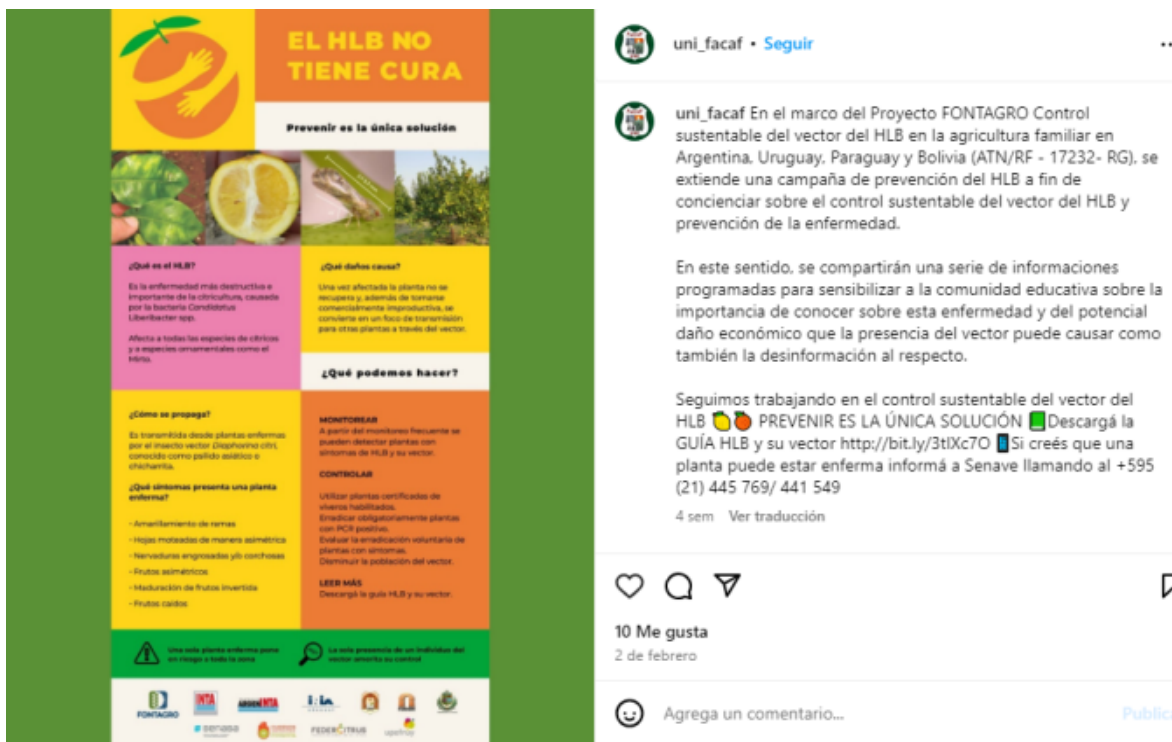 EL HLB NO
TIENE CURA
Prevenir es la única solución
¿Qué es el HLB?
Es la enfermedad más destructiva e
importante de la citricultura, causada
por la bacteria Candidatus
Liberibacter spp.
Afecta a todas las especies de cítricos
y a especies ornamentales como el
Mirto.
¿Qué daños causa?
Una vez afectada la planta no se
recupera y, además de tornarse
comercialmente improductiva, se
convierte en un foco de transmisión
para otras plantas a través del vector.
¿Qué podemos hacer?
¿Cómo se propaga?
Es transmitida desde plantas enfermas
por el insecto vector Diaphorina citri,
conocido como psílido asiático o
chicharrita.
¿Qué síntomas presenta una planta
enferma?
- Amarillamiento de ramas
- Hojas moteadas de manera asimétrica
- Nervaduras engrosadas y/o corchosas
- Frutos asimétricos
- Maduración de frutos invertida
- Frutos caídos
MONITOREAR
A partir del monitoreo frecuente se
pueden detectar plantas con
síntomas de HLB y su vector.
CONTROLAR
Utilizar plantas certificadas de
viveros habilitados.
Erradicar obligatoriamente plantas
con PCR positivo.
Evaluar la erradicación voluntaria de
plantas con síntomas.
Disminuir la población del vector.
LEER MÁS
Descargá la guía HLB y su vector.
Una sola planta enferma pone
en riesgo a toda la zona
La sola presencia de un individuo del
vector amerita su control
FONTAGRO
INTA
ARGENINTA
senasa
FEDERCITRUS
uni_facaf • Seguir
uni_facaf En el marco del Proyecto FONTAGRO Control
sustentable del vector del HLB en la agricultura familiar en
Argentina, Uruguay, Paraguay y Bolivia (ATN/RF - 17232- RG), se
extiende una campaña de prevención del HLB a fin de
concienciar sobre el control sustentable del vector del HLB y
prevención de la enfermedad.
En este sentido, se compartirán una serie de informaciones
programadas para sensibilizar a la comunidad educativa sobre la
importancia de conocer sobre esta enfermedad y del potencial
daño económico que la presencia del vector puede causar como
también la desinformación al respecto.
Seguimos trabajando en el control sustentable del vector del
HLB 🍋🍊 PREVENIR ES LA ÚNICA SOLUCIÓN 📗Descargá la
GUÍA HLB y su vector http://bit.ly/3tlXc7O 📱Si creés que una
planta puede estar enferma informá a Senave llamando al +595
(21) 445 769/ 441 549
4 sem Ver traducción
10 Me gusta
2 de febrero
Agrega un comentario...
Public